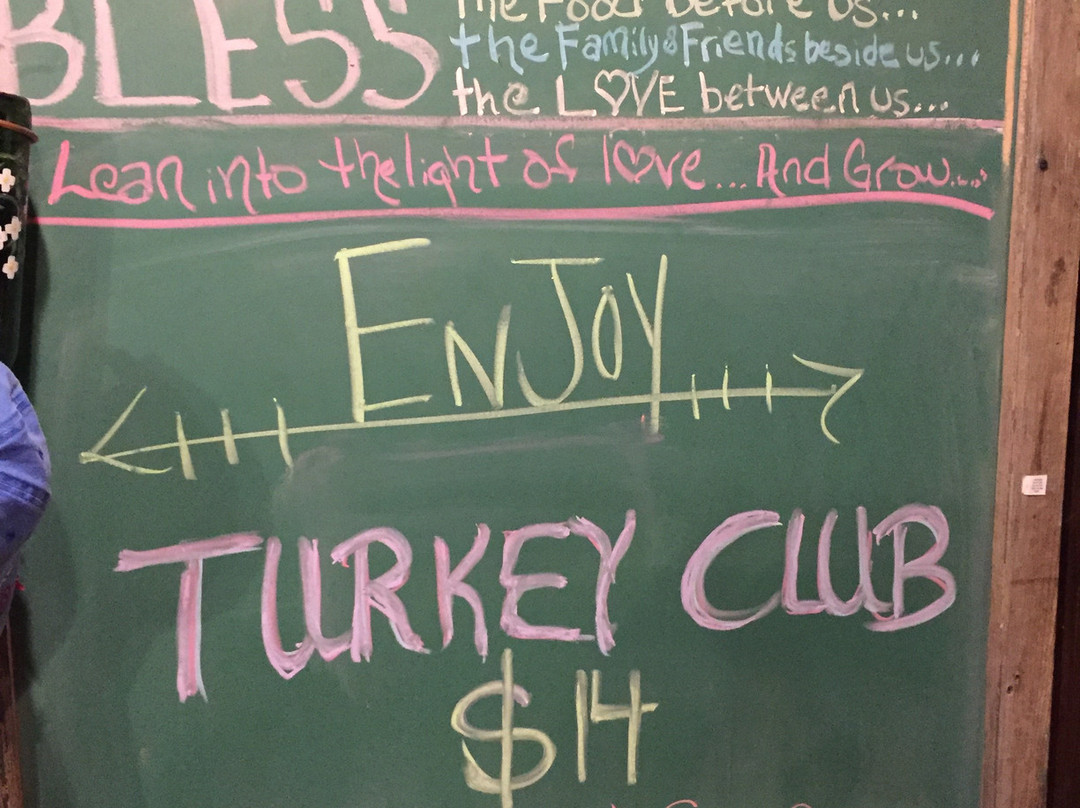 BLESS
the Food before us...
the Family & Friends beside us...
the LOVE between us...
Lean into the light of love... And Grow....
ENJOY
TURKEY CLUB
$14